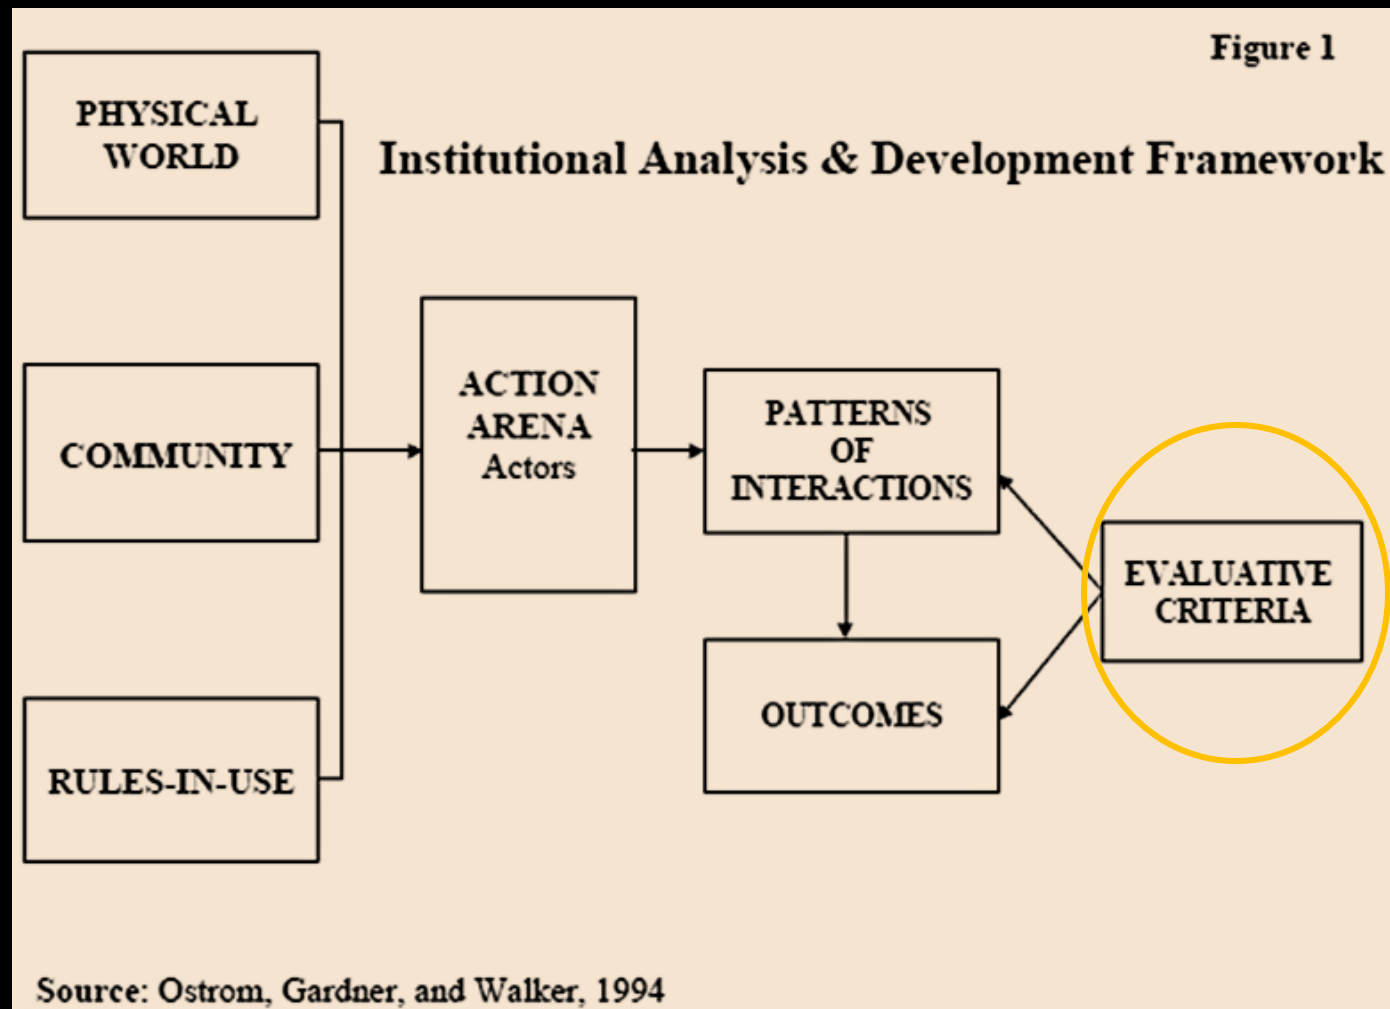 Figure 1
Institutional Analysis & Development Framework
PHYSICAL
WORLD
COMMUNITY
RULES-IN-USE
ACTION
ARENA
Actors
PATTERNS
OF
INTERACTIONS
OUTCOMES
EVALUATIVE
CRITERIA
Source: Ostrom, Gardner, and Walker, 1994